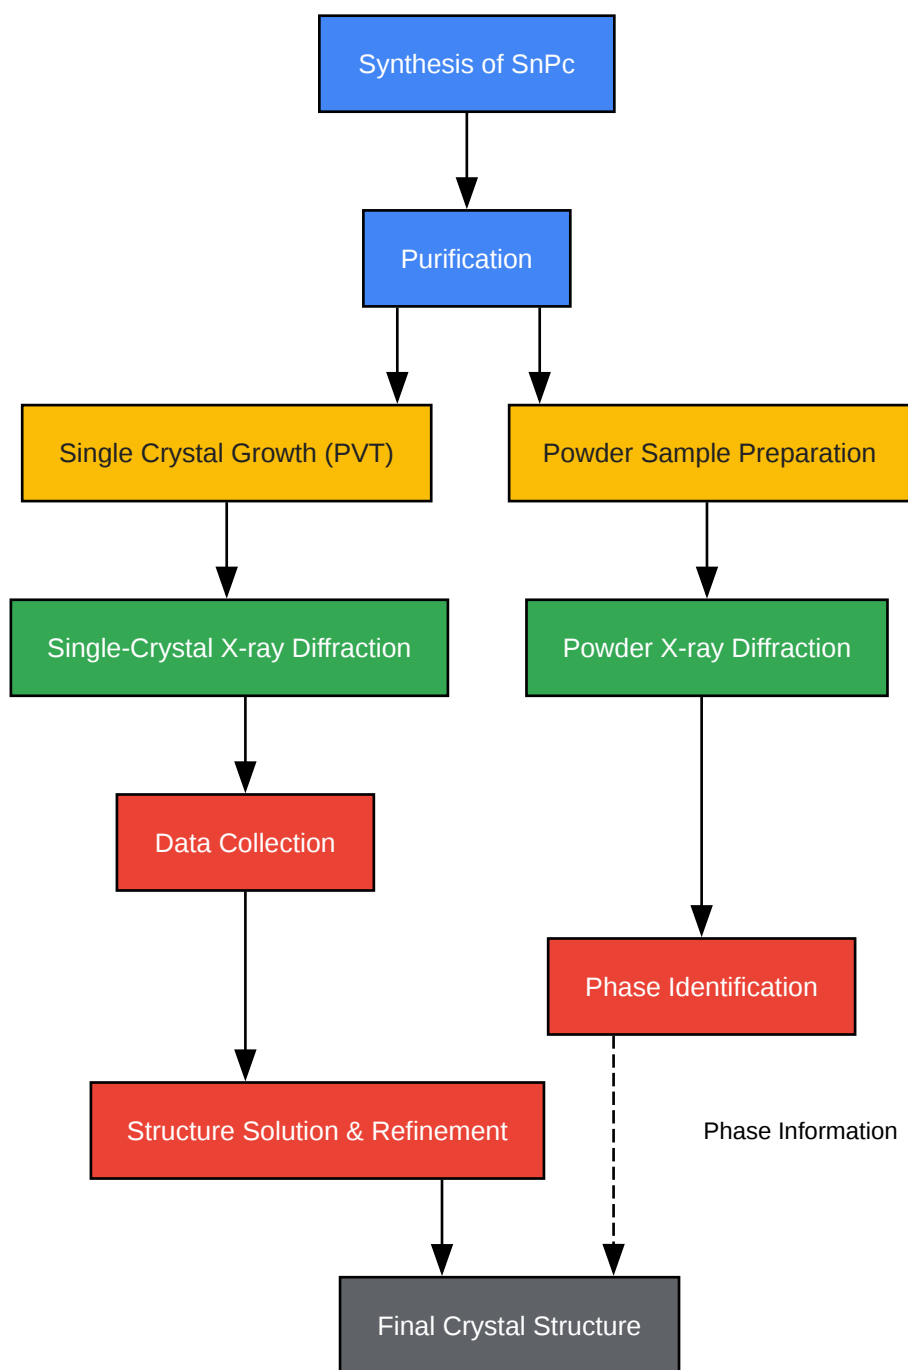 Synthesis of SnPc
Purification
Single Crystal Growth (PVT)
Powder Sample Preparation
Single-Crystal X-ray Diffraction
Powder X-ray Diffraction
Data Collection
Phase Identification
Structure Solution & Refinement
Phase Information
Final Crystal Structure